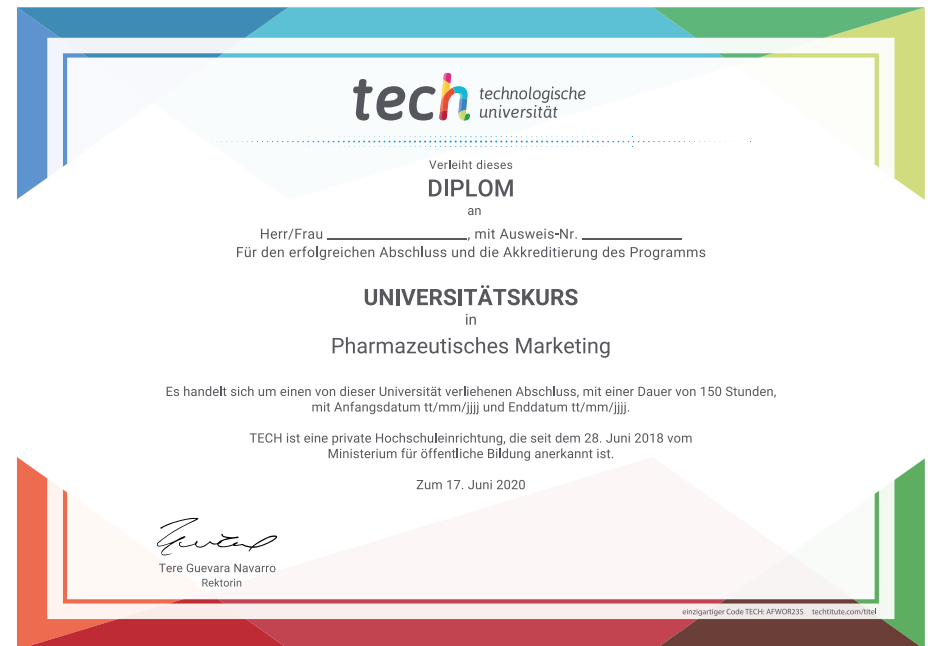 tech technologische
universität
Verleiht dieses
DIPLOM
an
Herr/Frau ____________________, mit Ausweis-Nr. ______________
Für den erfolgreichen Abschluss und die Akkreditierung des Programms
UNIVERSITÄTSKURS
in
Pharmazeutisches Marketing
Es handelt sich um einen von dieser Universität verliehenen Abschluss, mit einer Dauer von 150 Stunden,
mit Anfangsdatum tt/mm/jjjj und Enddatum tt/mm/jjjj.
TECH ist eine private Hochschuleinrichtung, die seit dem 28. Juni 2018 vom
Ministerium für öffentliche Bildung anerkannt ist.
Zum 17. Juni 2020
Tere Guevara Navarro
Rektorin
einzigartiger Code TECH: AFWOR23S techtitute.com/titel